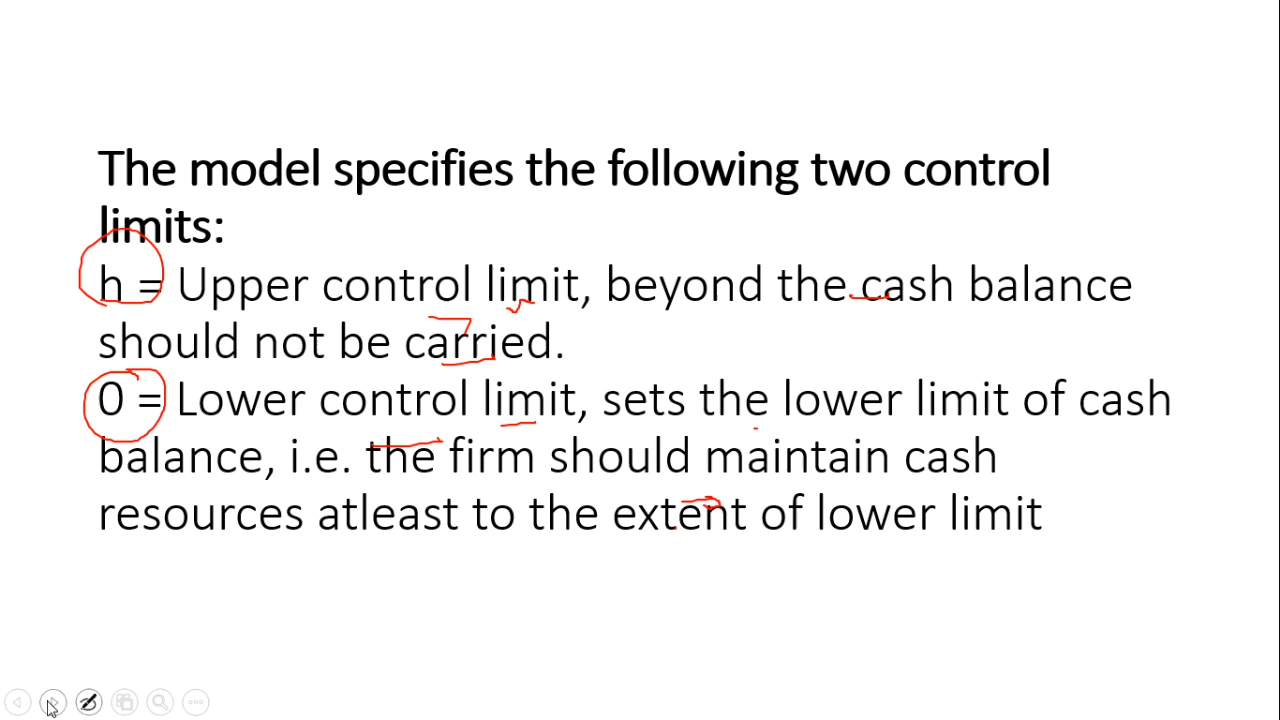 The model specifies the following two control
limits:
h = Upper control limit, beyond the cash balance
should not be carried.
0 = Lower control limit, sets the lower limit of cash
balance, i.e. the firm should maintain cash
resources atleast to the extent of lower limit